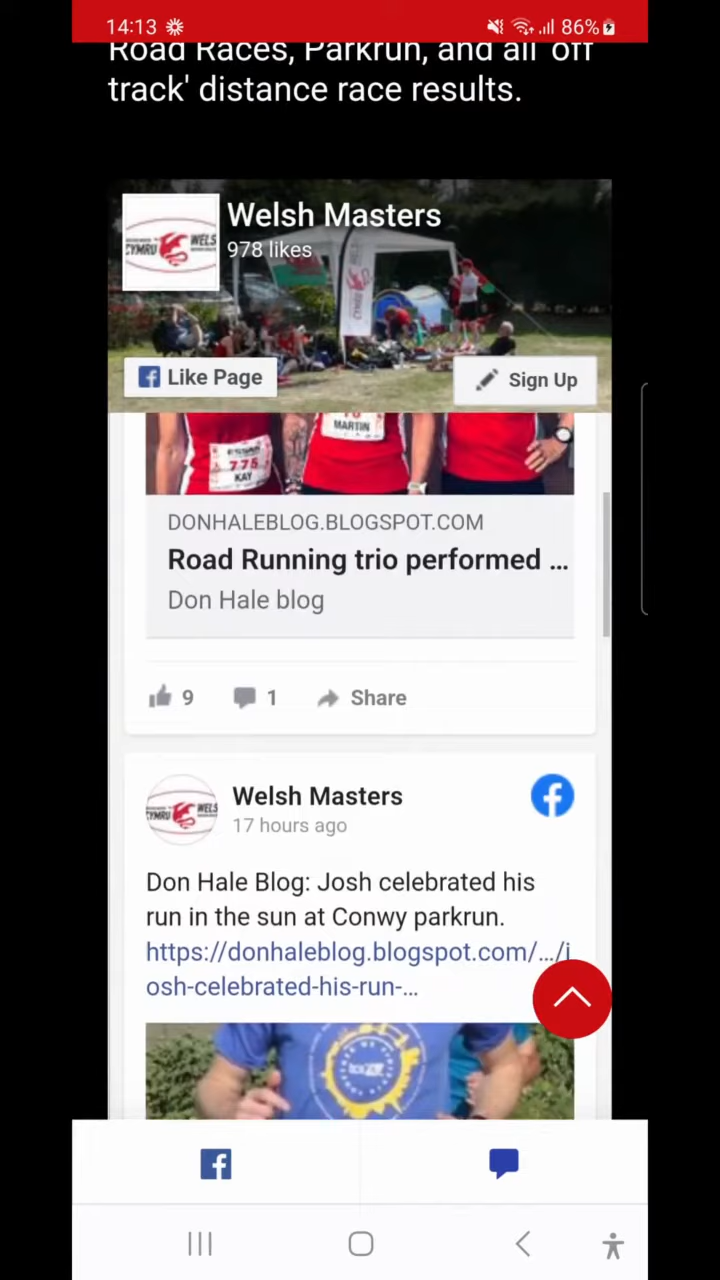 14:13 86%
Road Races, Parkrun, and all 'off
track' distance race results.
CYMRU WELS
Welsh Masters
978 likes
Like Page
Sign Up
MARTIN
775
KAY
DONHALEBLOG.BLOGSPOT.COM
Road Running trio performed ...
Don Hale blog
9 1 Share
Welsh Masters
17 hours ago
Don Hale Blog: Josh celebrated his
run in the sun at Conwy parkrun.
https://donhaleblog.blogspot.com/.../j
osh-celebrated-his-run-...